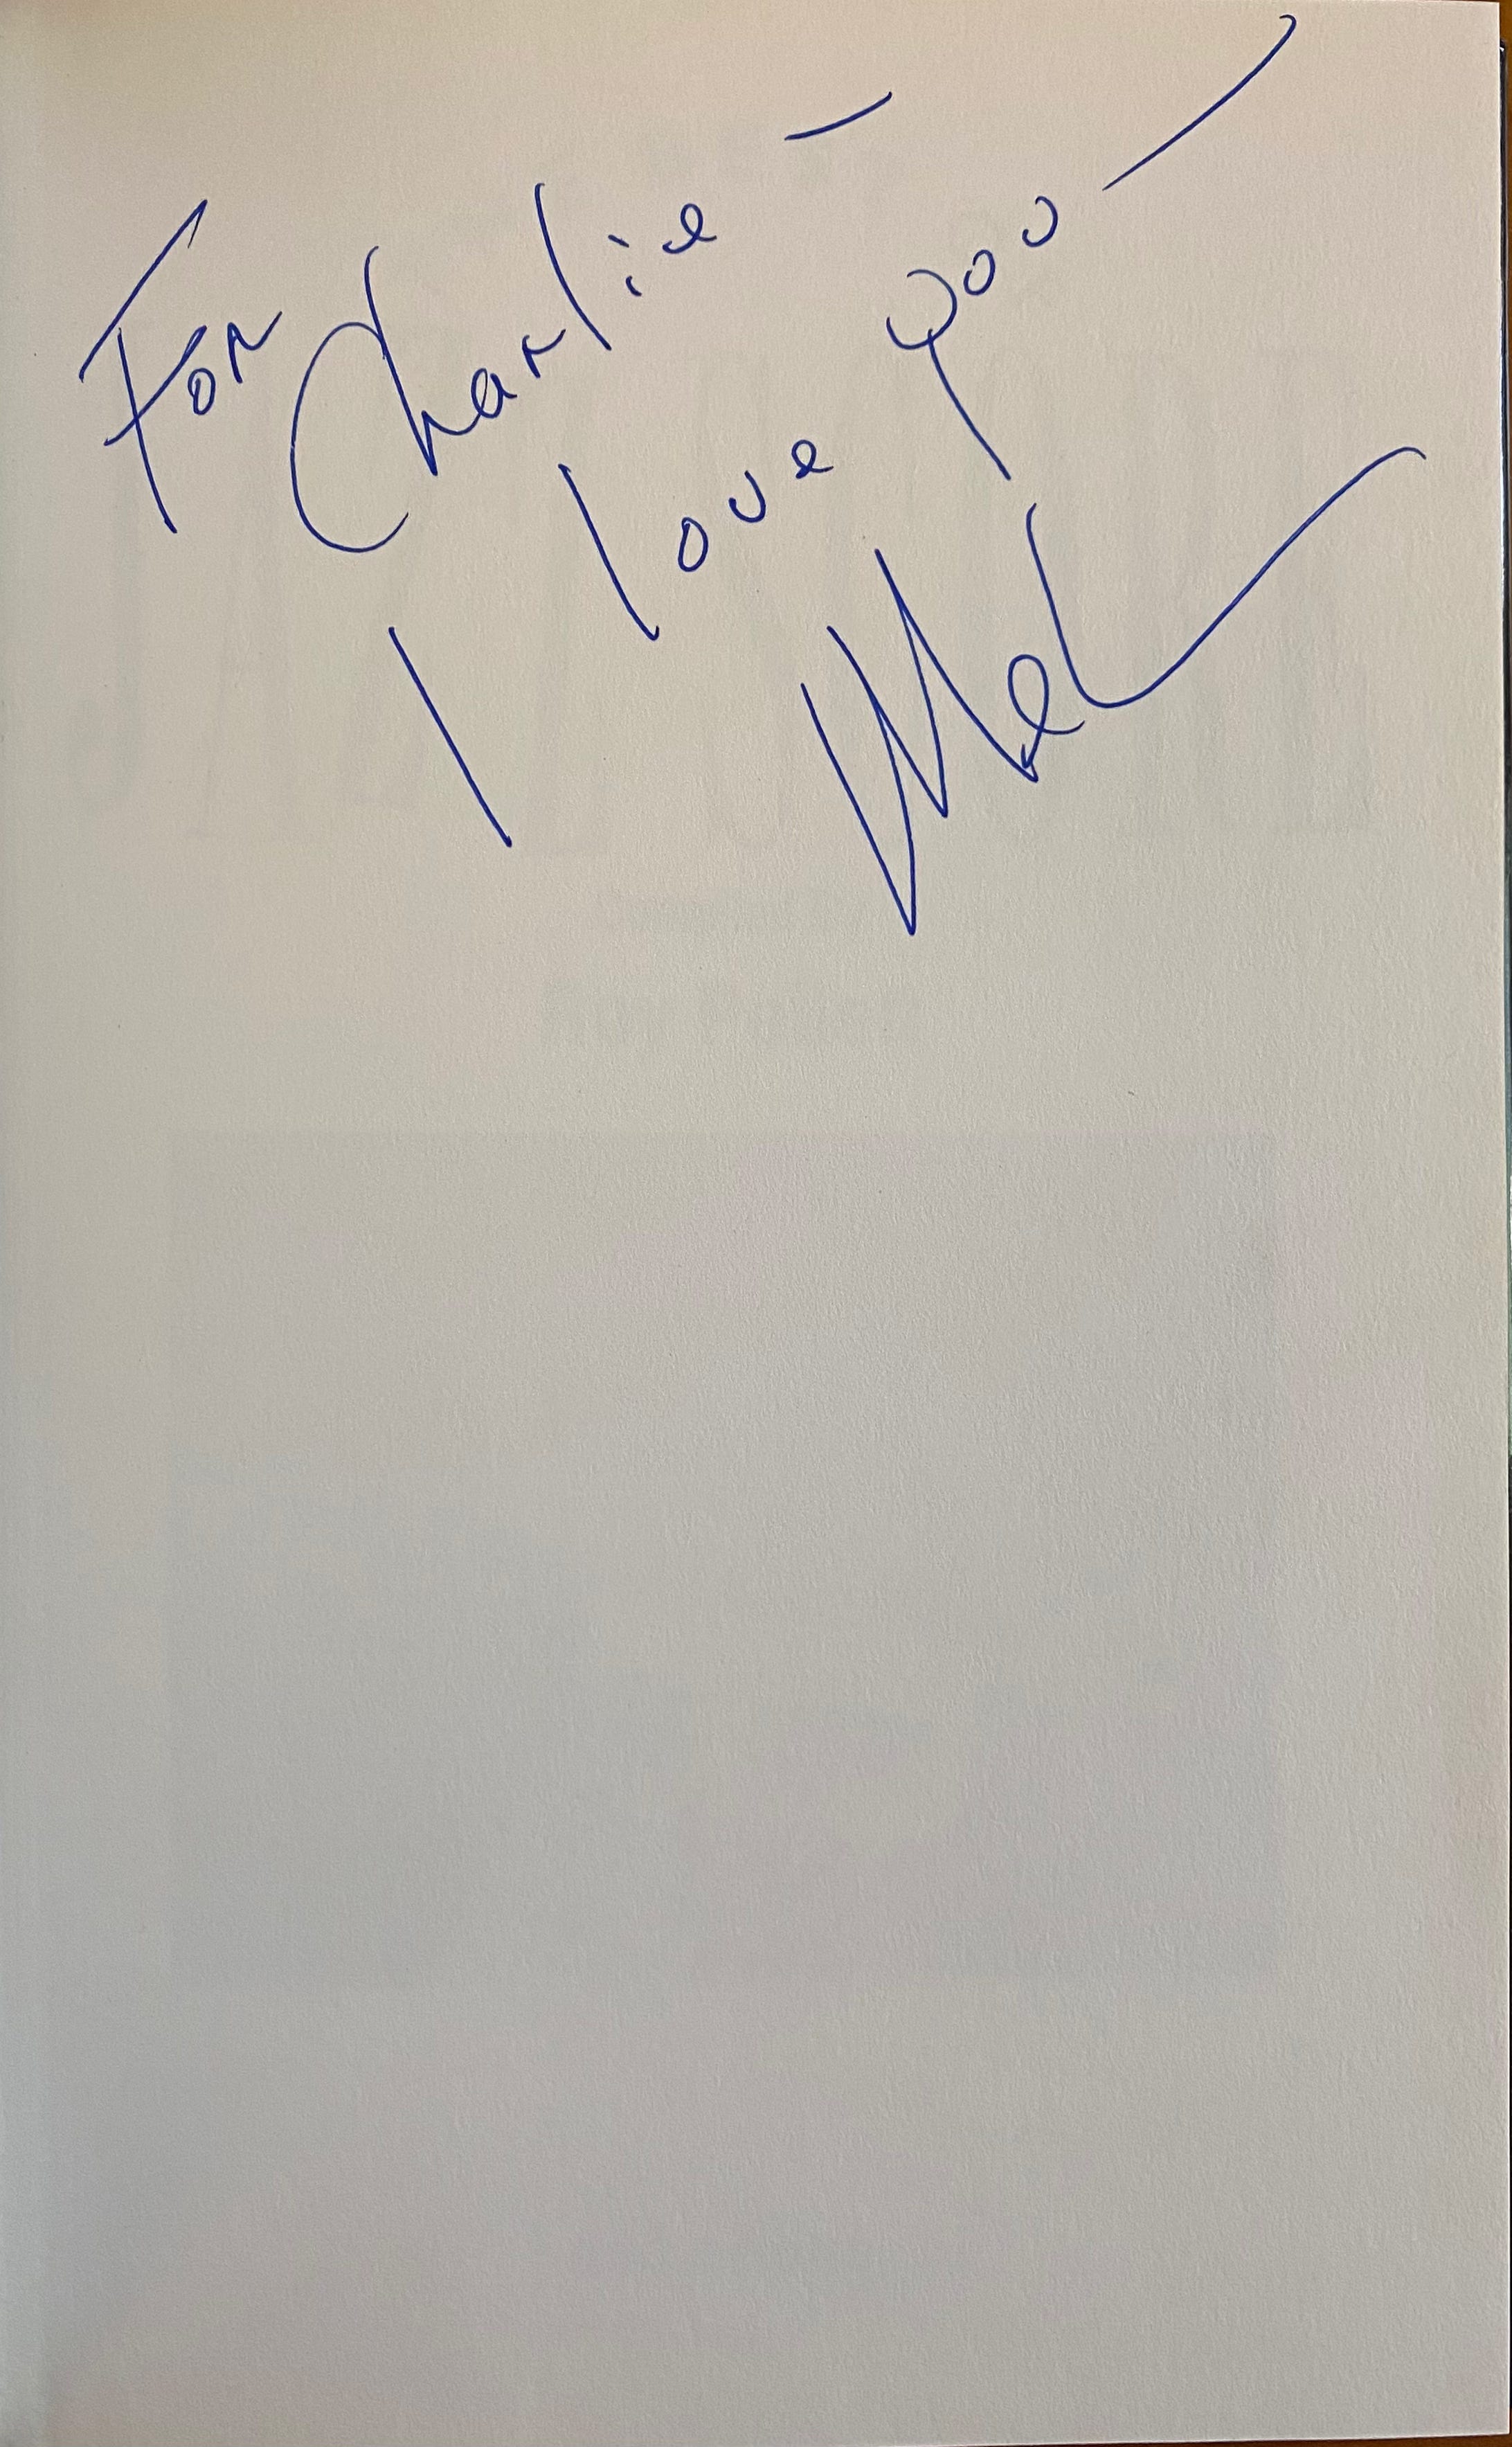 For Charlie —
I love you —
Mel